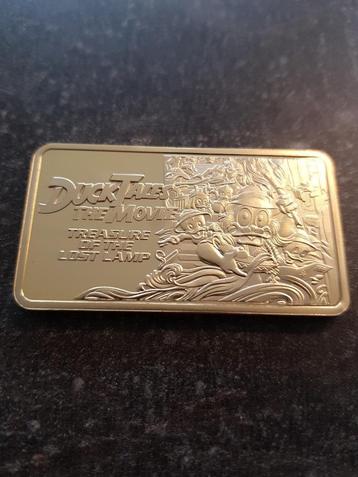 DUCKTALES
THE MOVIE
TREASURE
OF THE
LOST LAMP